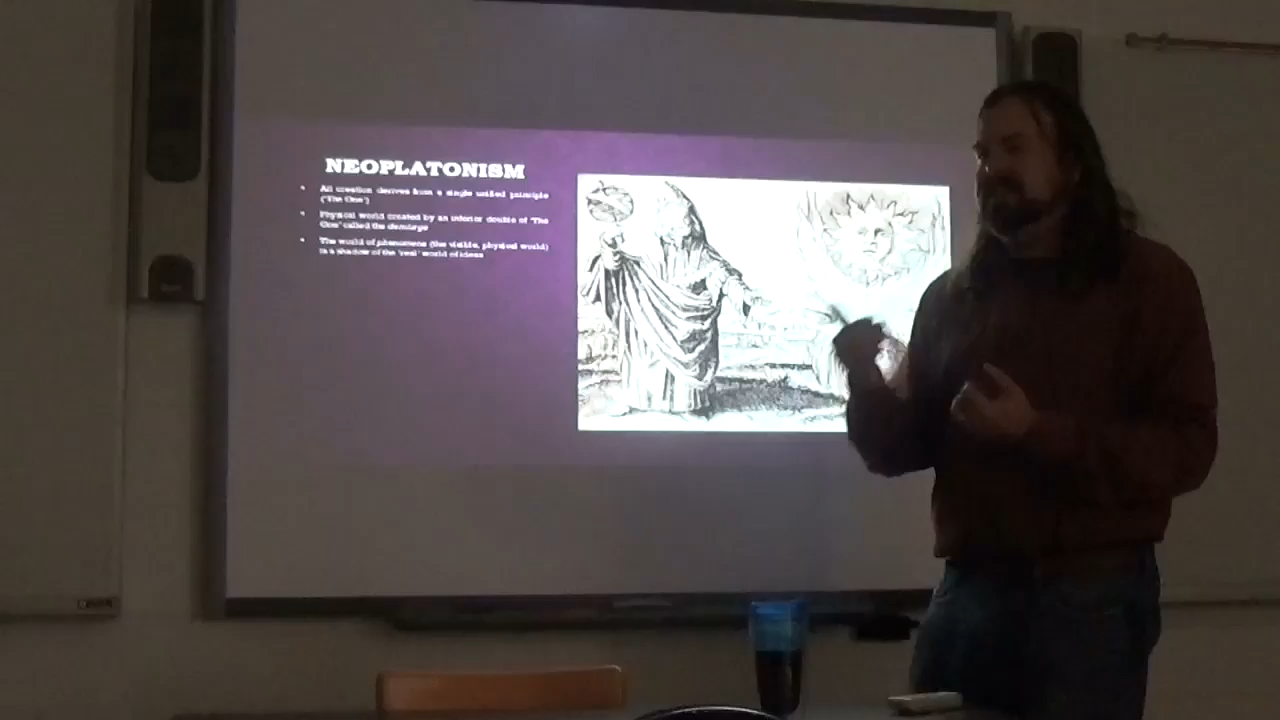 NEOPLATONISM
All creation derives from a single unified principle
("The One")
Physical world created by an inferior double of "The
One" called the demiurge
The world of phenomena (the visible, physical world)
is a shadow of the "real" world of ideas